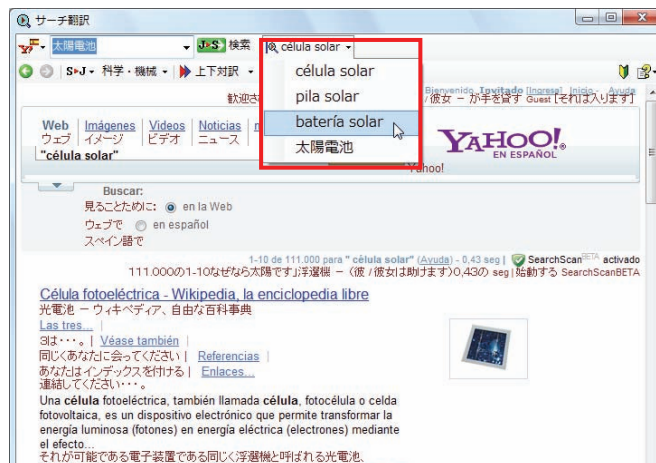 サーチ翻訳
太陽電池 J▸S 検索 célula solar
S▸J 科学・機械 上下対訳
célula solar
pila solar
batería solar
太陽電池
Bienvenido, Invitado [Ingresa] Inicio - Ayuda
歓迎さ /彼女 － が手を貸す Guest [それは入ります]
Web Imágenes Videos Noticias
ウェブ イメージ ビデオ ニュース
"célula solar"
YAHOO!
EN ESPAÑOL
Yahoo!
Buscar:
見ることために: en la Web
ウェブで en español
スペイン語で
1-10 de 111.000 para "célula solar" (Ayuda) - 0,43 seg | SearchScan BETA activado
111.000の1-10なぜなら太陽です」浮選機 － (彼 /彼女は助けます)0,43の seg|始動する SearchScanBETA
Célula fotoeléctrica - Wikipedia, la enciclopedia libre
光電池 － ウィキペディア、自由な百科事典
Las tres... |
3は・・・。| Véase también |
同じくあなたに会ってください | Referencias |
あなたはインデックスを付ける | Enlaces...
連結してください・・・。
Una célula fotoeléctrica, también llamada célula, fotocélula o celda
fotovoltaica, es un dispositivo electrónico que permite transformar la
energía luminosa (fotones) en energía eléctrica (electrones) mediante
el efecto...
それが可能である電子装置である同じく浮選機と呼ばれる光電池、